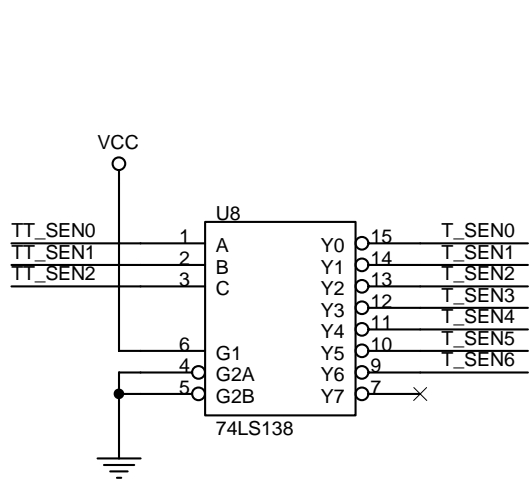 VCC
U8
TT_SEN0 1 A Y0 15 T_SEN0
TT_SEN1 2 B Y1 14 T_SEN1
TT_SEN2 3 C Y2 13 T_SEN2
Y3 12 T_SEN3
Y4 11 T_SEN4
6 G1 Y5 10 T_SEN5
4 G2A Y6 9 T_SEN6
5 G2B Y7 7
74LS138